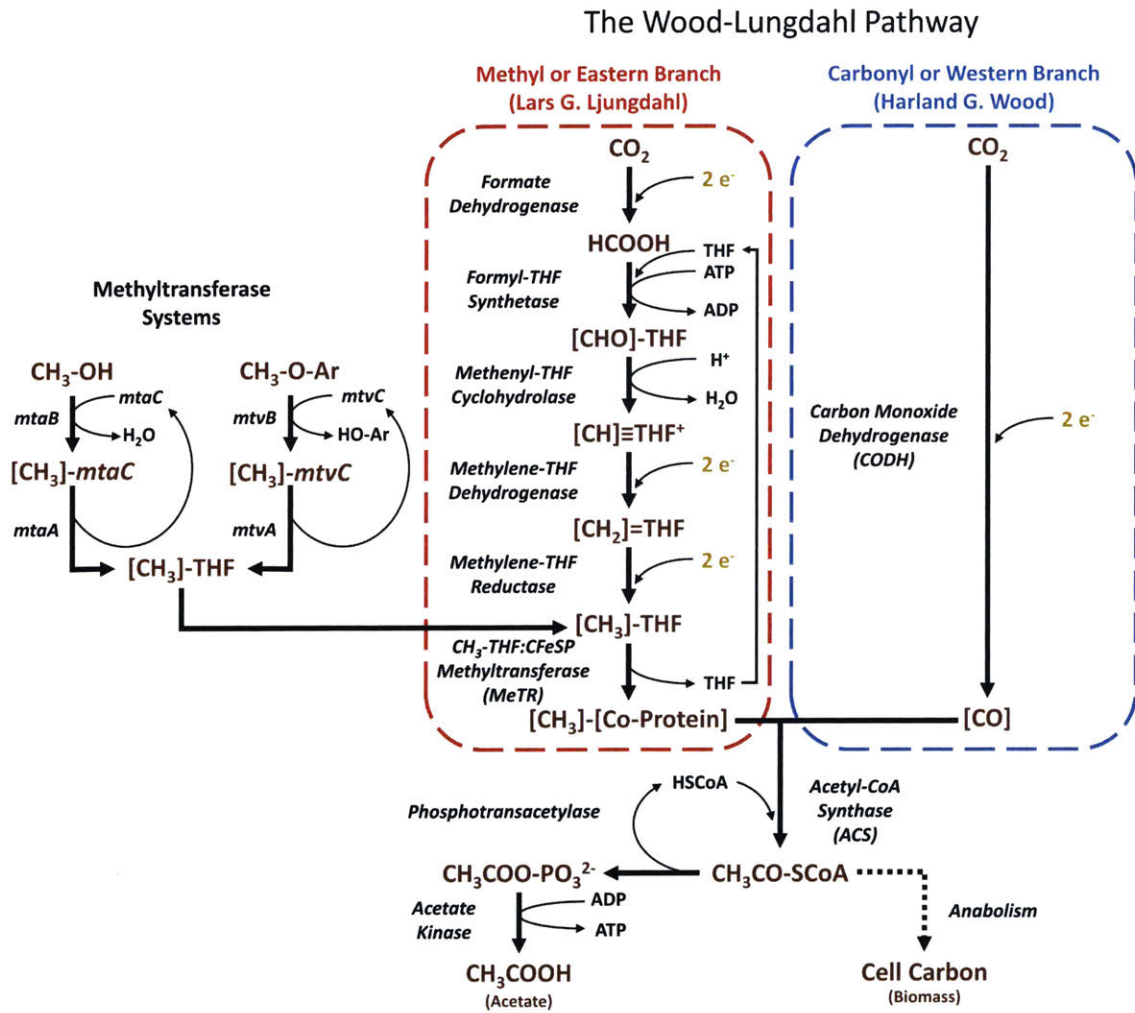 The Wood-Lungdahl Pathway
Methyl or Eastern Branch
(Lars G. Ljungdahl)
Carbonyl or Western Branch
(Harland G. Wood)
CO₂
2 e⁻
Formate
Dehydrogenase
HCOOH
THF
ATP
Formyl-THF
Synthetase
ADP
[CHO]-THF
H⁺
Methenyl-THF
Cyclohydrolase
H₂O
[CH]≡THF⁺
Methylene-THF
Dehydrogenase
2 e⁻
[CH₂]=THF
Methylene-THF
Reductase
2 e⁻
[CH₃]-THF
CH₃-THF:CFeSP
Methyltransferase
(MeTR)
THF
[CH₃]-[Co-Protein]
CO₂
Carbon Monoxide
Dehydrogenase
(CODH)
2 e⁻
[CO]
Methyltransferase
Systems
CH₃-OH
mtaB
mtaC
H₂O
[CH₃]-mtaC
mtaA
CH₃-O-Ar
mtvB
mtvC
HO-Ar
[CH₃]-mtvC
mtvA
[CH₃]-THF
HSCoA
Phosphotransacetylase
Acetyl-CoA
Synthase
(ACS)
CH₃COO-PO₃²⁻
CH₃CO-SCoA
Acetate
Kinase
ADP
ATP
Anabolism
CH₃COOH
(Acetate)
Cell Carbon
(Biomass)